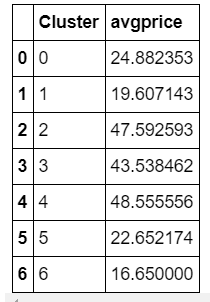 Cluster avgprice
0 0 24.882353
1 1 19.607143
2 2 47.592593
3 3 43.538462
4 4 48.555556
5 5 22.652174
6 6 16.650000